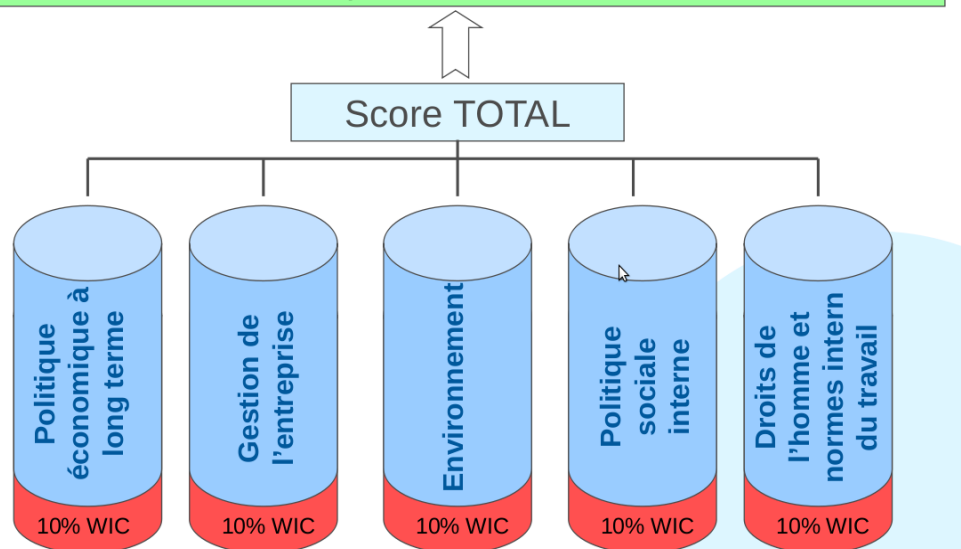 Score TOTAL
Politique
économique à
long terme
Gestion de
l'entreprise
Environnement
Politique
sociale
interne
Droits de
l'homme et
normes intern
du travail
10% WIC
10% WIC
10% WIC
10% WIC
10% WIC